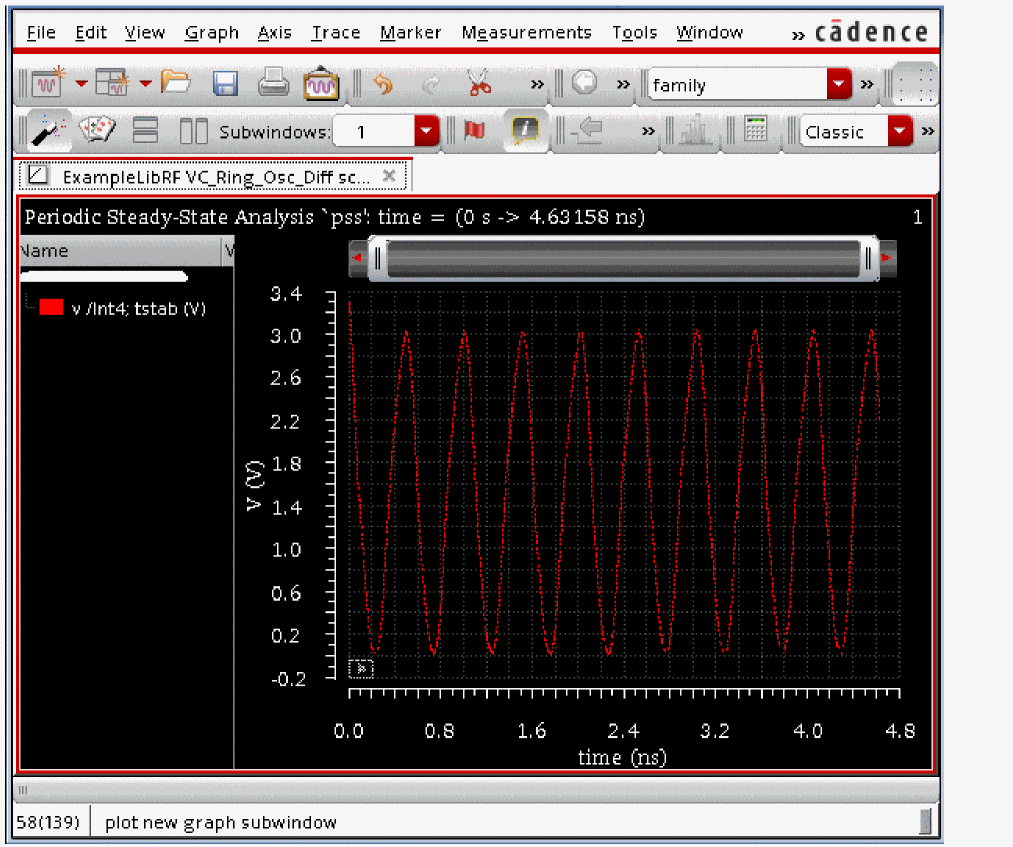 File Edit View Graph Axis Trace Marker Measurements Tools Window » cādence
» » family »
Subwindows: 1 » Classic »
ExampleLibRF VC_Ring_Osc_Diff sc...
Periodic Steady-State Analysis `pss': time = (0 s -> 4.63158 ns) 1
Name V
v /Int4; tstab (V)
3.4
3.0
2.6
2.2
1.8
1.4
1.0
0.6
0.2
-0.2
V (V)
0.0 0.8 1.6 2.4 3.2 4.0 4.8
time (ns)
58(139) plot new graph subwindow